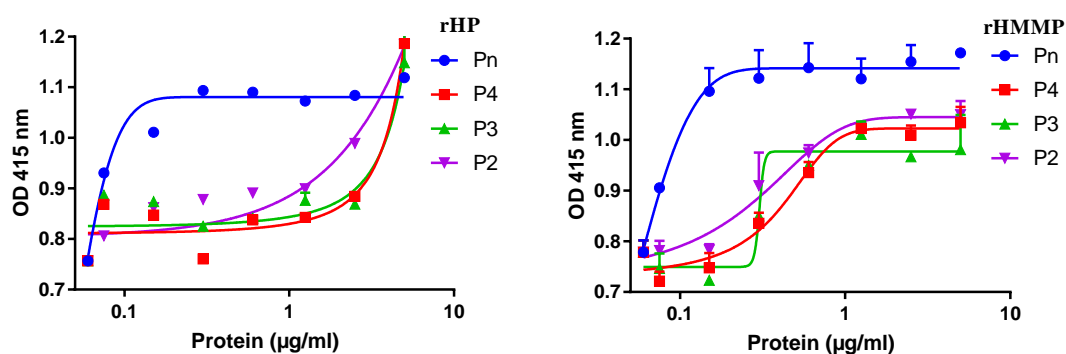 rHP
Pn
P4
P3
P2
OD 415 nm
1.2
1.1
1.0
0.9
0.8
0.7
0.1
1
10
Protein (µg/ml)
rHMMP
Pn
P4
P3
P2
OD 415 nm
1.2
1.1
1.0
0.9
0.8
0.7
0.1
1
10
Protein (µg/ml)